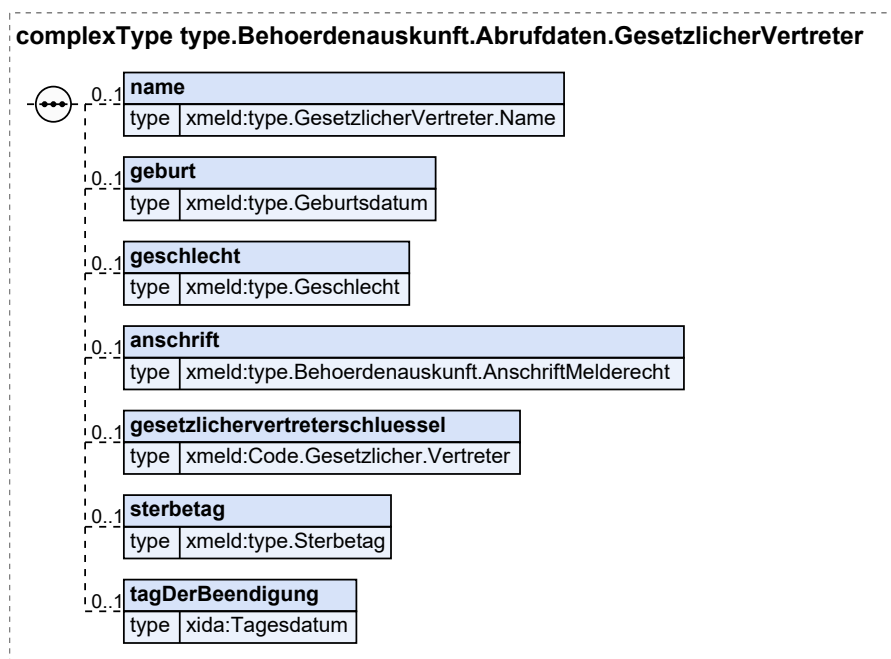 complexType type.Behoerdenauskunft.Abrufdaten.GesetzlicherVertreter
0..1 name
type xmeld:type.GesetzlicherVertreter.Name
0..1 geburt
type xmeld:type.Geburtsdatum
0..1 geschlecht
type xmeld:type.Geschlecht
0..1 anschrift
type xmeld:type.Behoerdenauskunft.AnschriftMelderecht
0..1 gesetzlichervertreterschluessel
type xmeld:Code.Gesetzlicher.Vertreter
0..1 sterbetag
type xmeld:type.Sterbetag
0..1 tagDerBeendigung
type xida:Tagesdatum